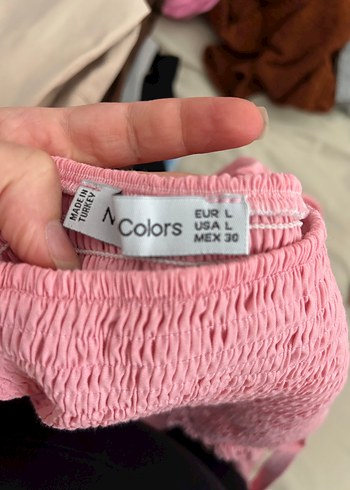 MADE IN
TURKEY
Colors
EUR L
USA L
MEX 30